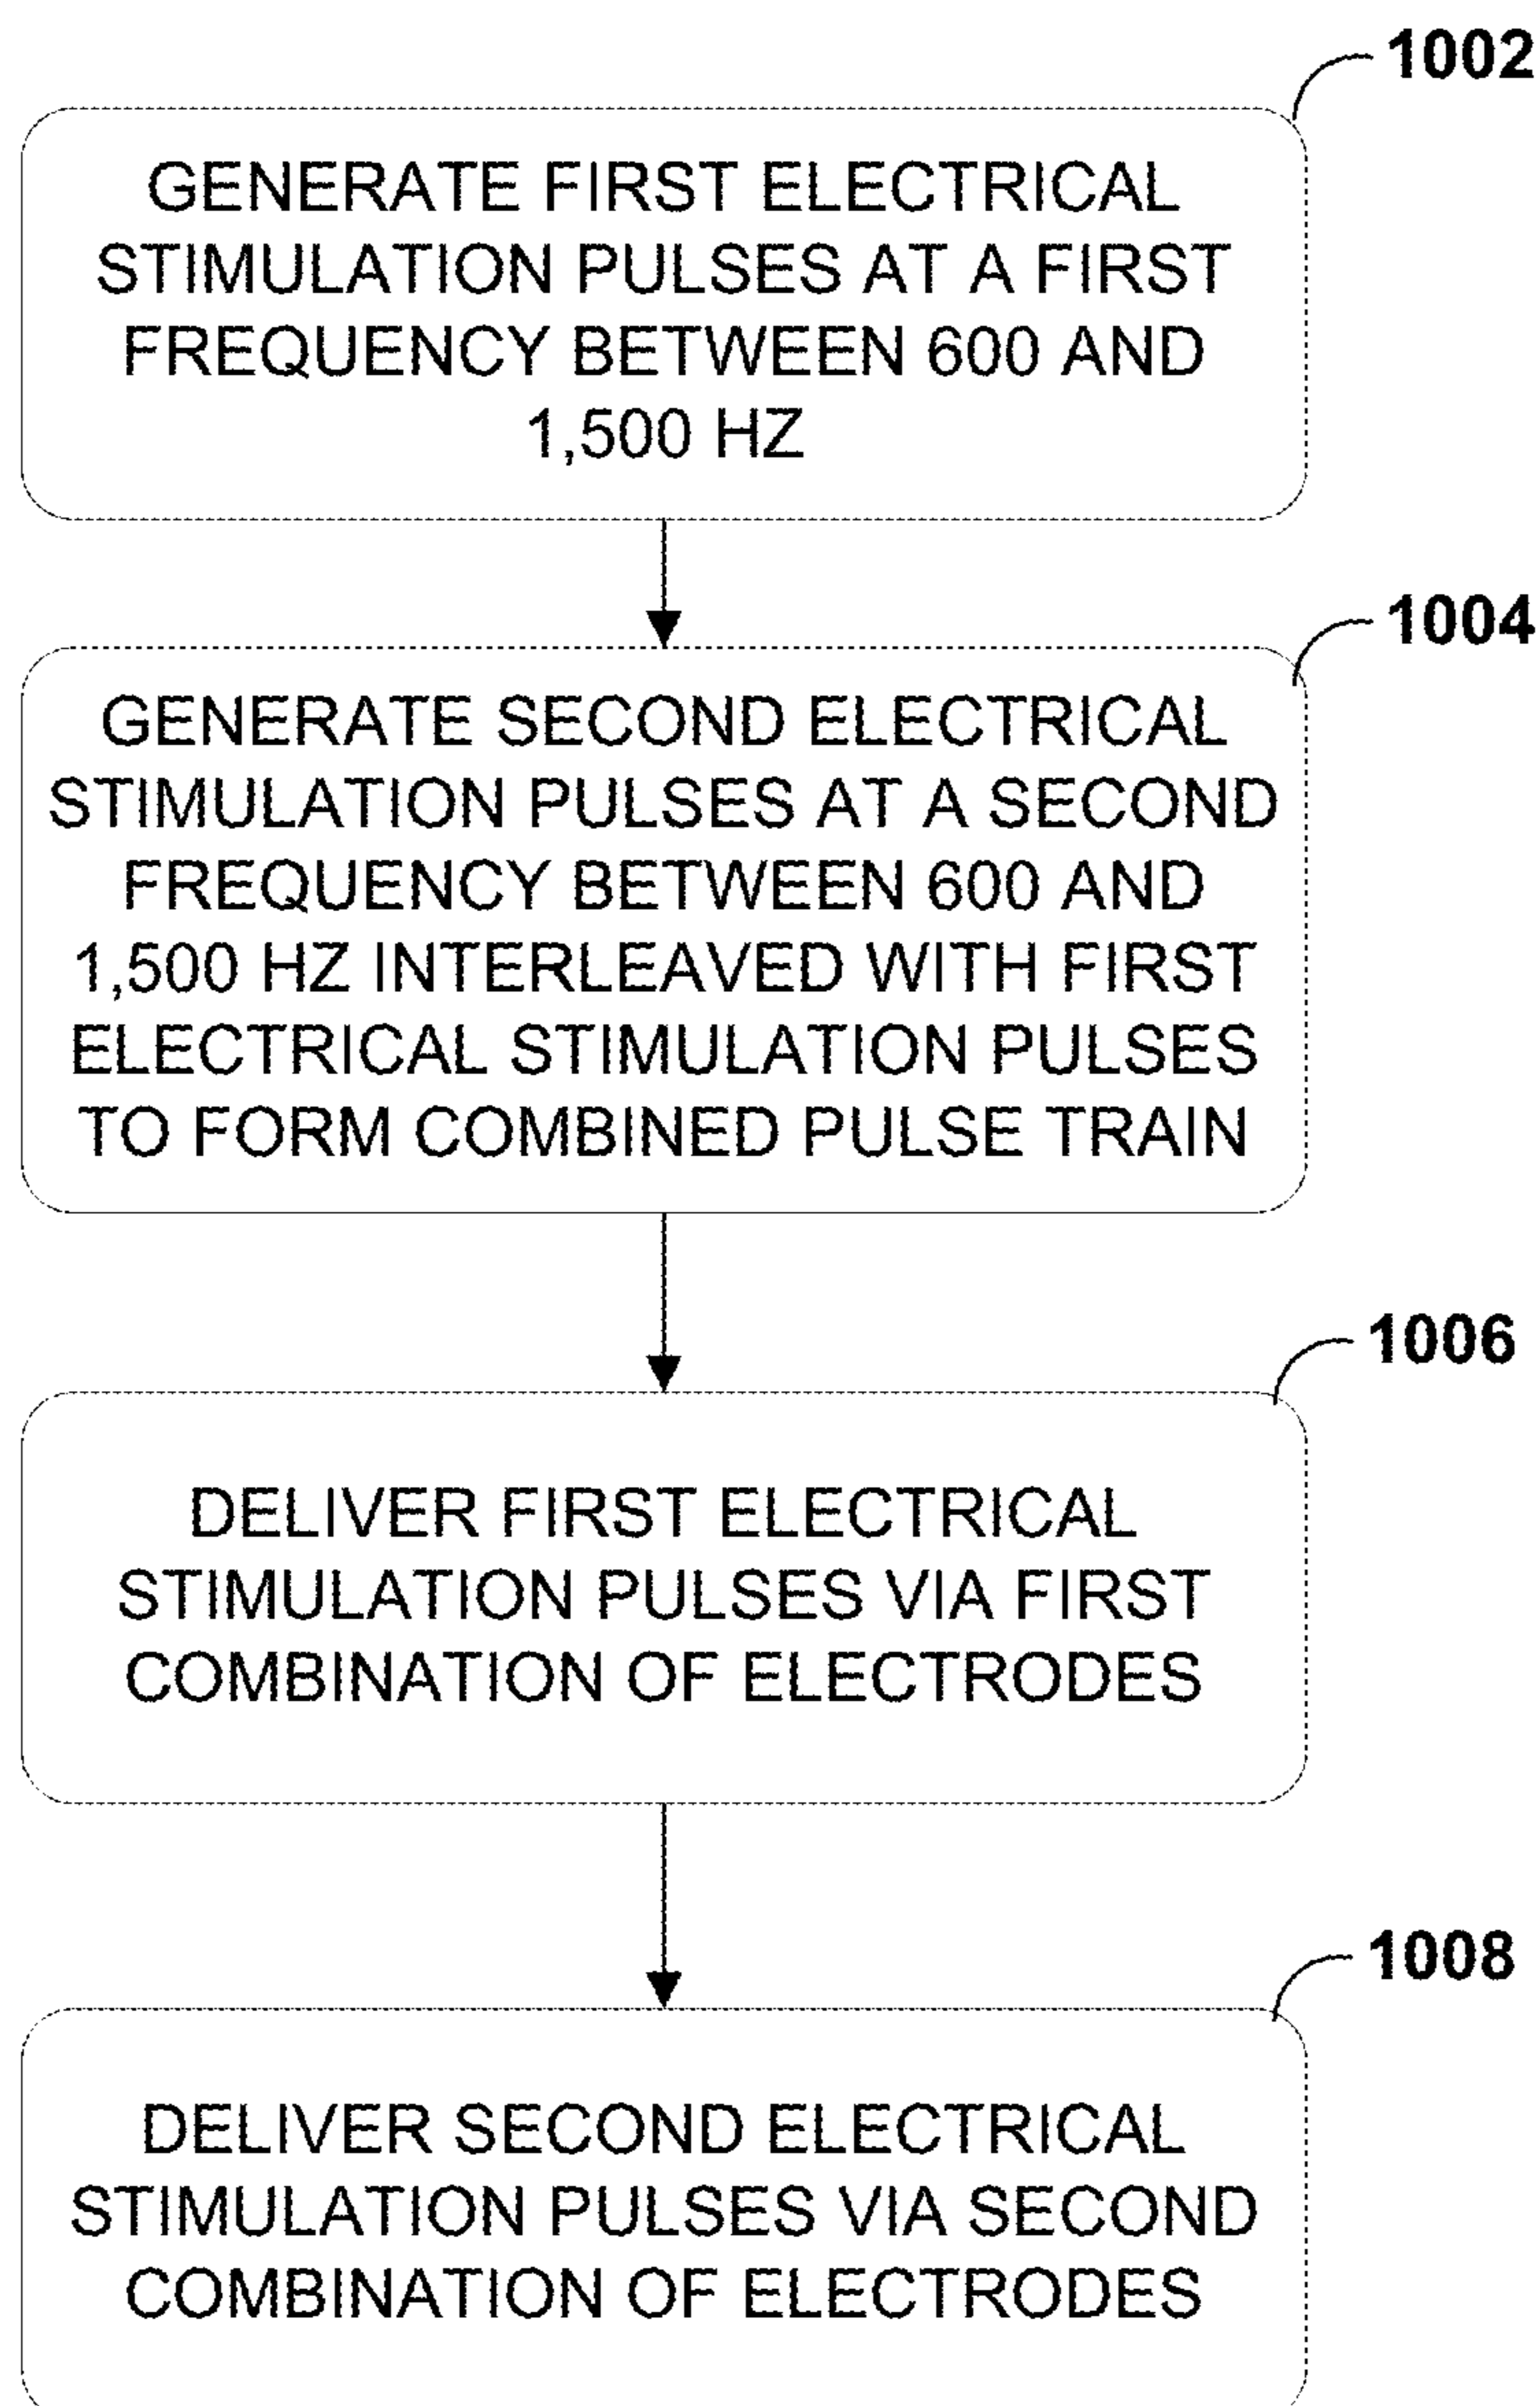 1002
GENERATE FIRST ELECTRICAL
STIMULATION PULSES AT A FIRST
FREQUENCY BETWEEN 600 AND
1,500 HZ
1004
GENERATE SECOND ELECTRICAL
STIMULATION PULSES AT A SECOND
FREQUENCY BETWEEN 600 AND
1,500 HZ INTERLEAVED WITH FIRST
ELECTRICAL STIMULATION PULSES
TO FORM COMBINED PULSE TRAIN
1006
DELIVER FIRST ELECTRICAL
STIMULATION PULSES VIA FIRST
COMBINATION OF ELECTRODES
1008
DELIVER SECOND ELECTRICAL
STIMULATION PULSES VIA SECOND
COMBINATION OF ELECTRODES